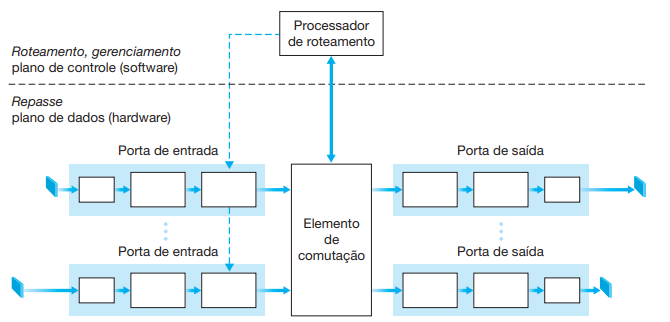 Processador
de roteamento
Roteamento, gerenciamento
plano de controle (software)
Repasse
plano de dados (hardware)
Porta de entrada
Porta de saída
Elemento
de
comutação
Porta de entrada
Porta de saída